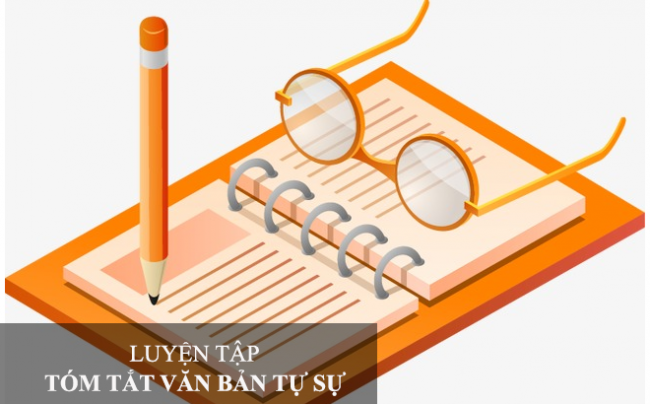 LUYỆN TẬP
TÓM TẮT VĂN BẢN TỰ SỰ